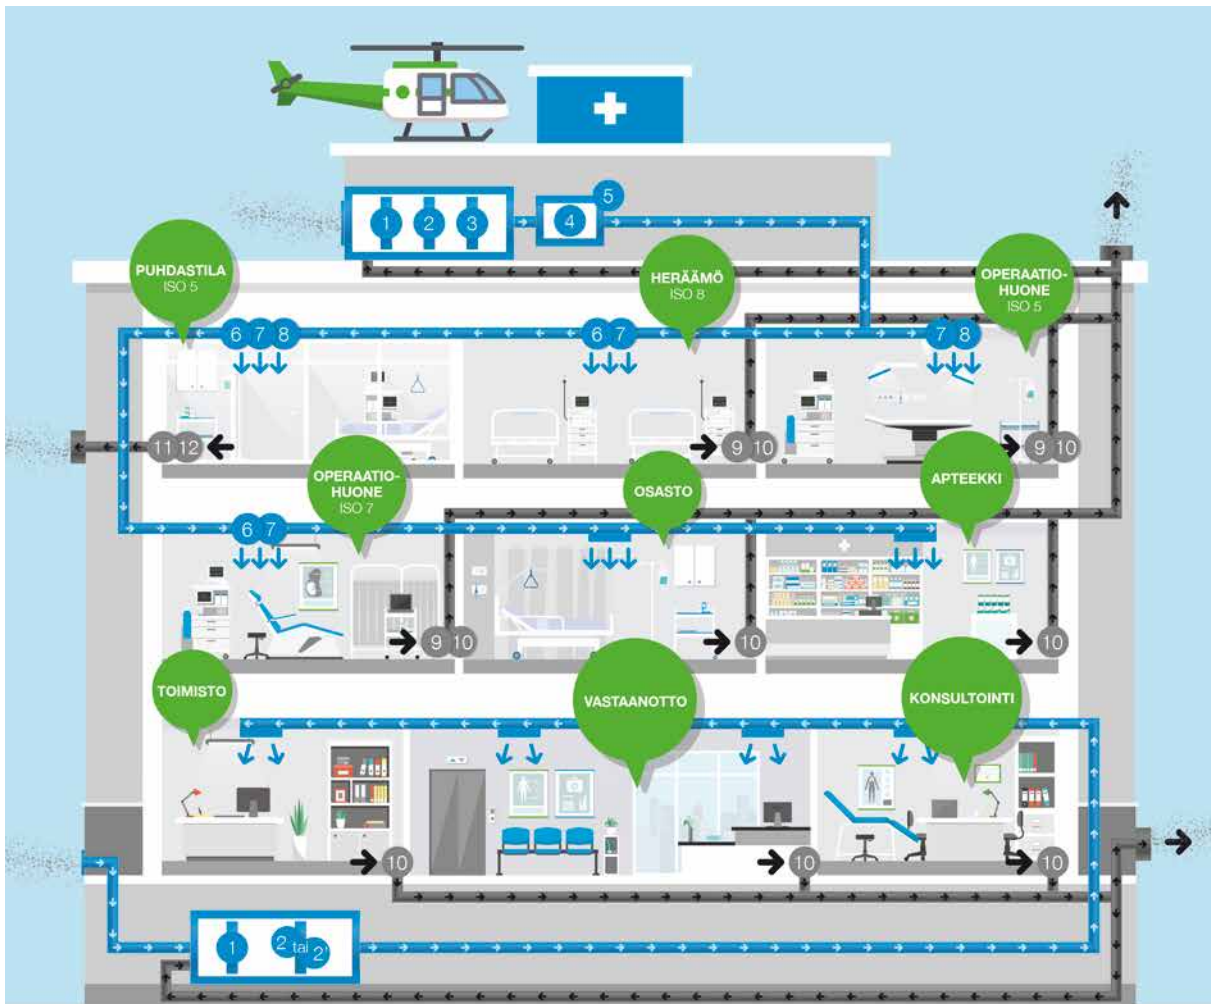 5
1 2 3 4
PUHDASTILA
ISO 5
HERÄÄMÖ
ISO 8
OPERAATIO-
HUONE
ISO 5
6 7 8
6 7
7 8
11 12
9 10
9 10
OPERAATIO-
HUONE
ISO 7
OSASTO
APTEEKKI
6 7
9 10
10
10
TOIMISTO
VASTAANOTTO
KONSULTOINTI
10
10
10
1
2 tai 2'